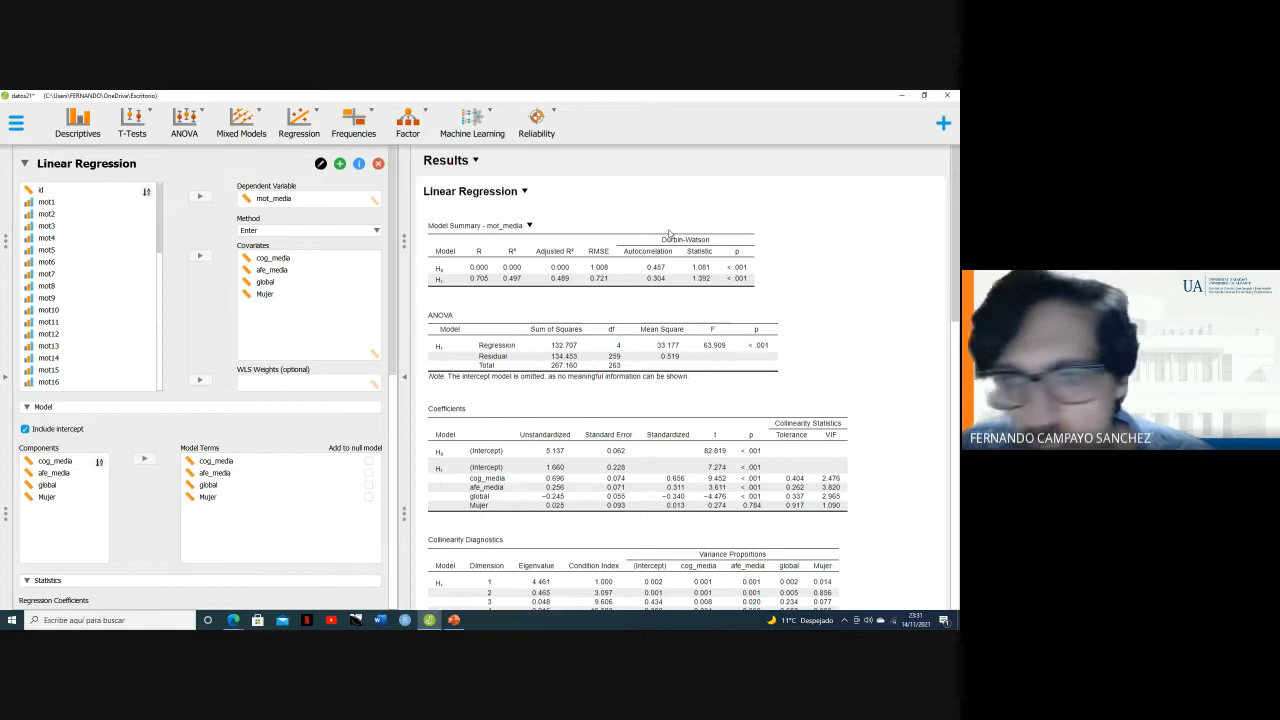 datos21* (C:\Users\FERNANDO\OneDrive\Escritorio)
Descriptives T-Tests ANOVA Mixed Models Regression Frequencies Factor Machine Learning Reliability
Linear Regression
id
mot1
mot2
mot3
mot4
mot5
mot6
mot7
mot8
mot9
mot10
mot11
mot12
mot13
mot14
mot15
mot16
Dependent Variable
mot_media
Method
Enter
Covariates
cog_media
afe_media
global
Mujer
WLS Weights (optional)
Model
Include intercept
Components
cog_media
afe_media
global
Mujer
Model Terms Add to null model
cog_media
afe_media
global
Mujer
Statistics
Regression Coefficients
Results
Linear Regression
Model Summary - mot_media
Durbin-Watson
Model R R² Adjusted R² RMSE Autocorrelation Statistic p
H₀ 0.000 0.000 0.000 1.008 0.457 1.081 < .001
H₁ 0.705 0.497 0.489 0.721 0.304 1.392 < .001
ANOVA
Model Sum of Squares df Mean Square F p
H₁ Regression 132.707 4 33.177 63.909 < .001
Residual 134.453 259 0.519
Total 267.160 263
Note. The intercept model is omitted, as no meaningful information can be shown.
Coefficients
Collinearity Statistics
Model Unstandardized Standard Error Standardized t p Tolerance VIF
H₀ (Intercept) 5.137 0.062 82.819 < .001
H₁ (Intercept) 1.660 0.228 7.274 < .001
cog_media 0.696 0.074 0.656 9.452 < .001 0.404 2.476
afe_media 0.256 0.071 0.311 3.611 < .001 0.262 3.820
global −0.245 0.055 −0.340 −4.476 < .001 0.337 2.965
Mujer 0.025 0.093 0.013 0.274 0.784 0.917 1.090
Collinearity Diagnostics
Variance Proportions
Model Dimension Eigenvalue Condition Index (Intercept) cog_media afe_media global Mujer
H₁ 1 4.461 1.000 0.002 0.001 0.001 0.002 0.014
2 0.465 3.097 0.001 0.001 0.001 0.005 0.856
3 0.048 9.606 0.434 0.008 0.020 0.234 0.077
Escribe aquí para buscar
11°C Despejado
23:31
14/11/2021
UA
FERNANDO CAMPAYO SANCHEZ